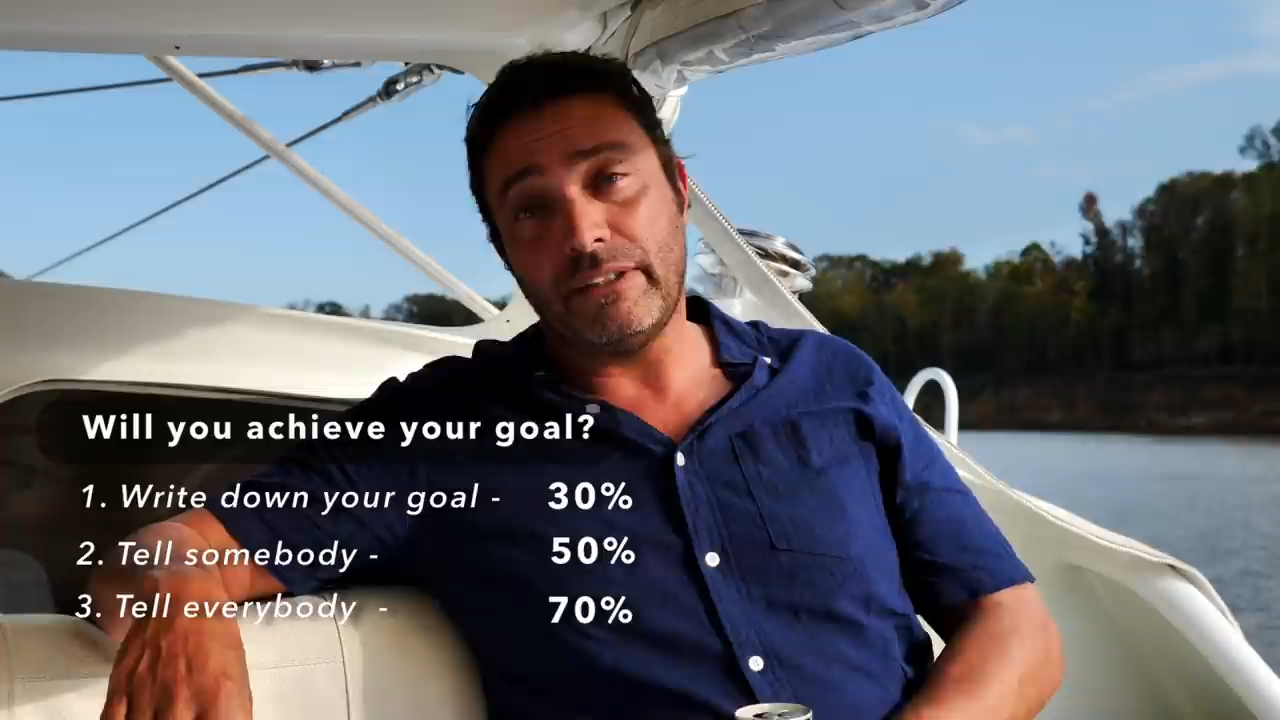 Will you achieve your goal?
1. Write down your goal - 30%
2. Tell somebody - 50%
3. Tell everybody - 70%